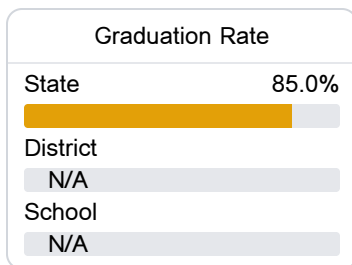 Graduation Rate
State 85.0%
District
N/A
School
N/A